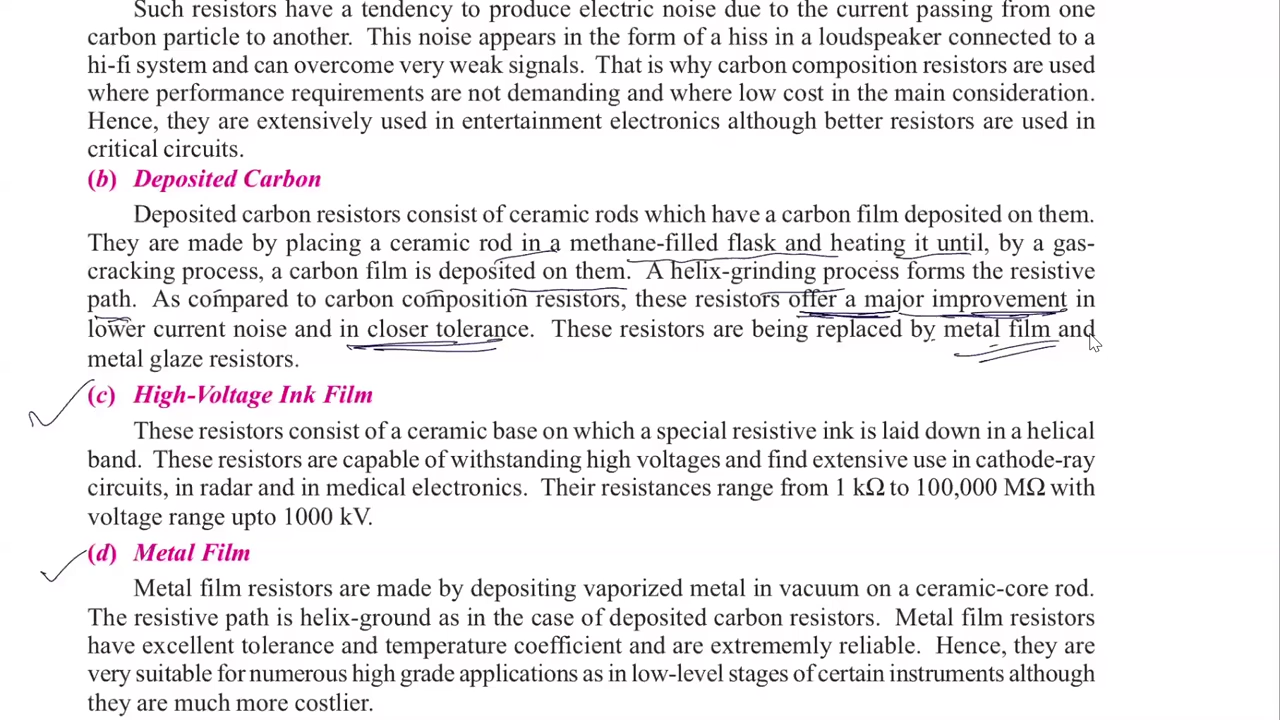 Such resistors have a tendency to produce electric noise due to the current passing from one
carbon particle to another. This noise appears in the form of a hiss in a loudspeaker connected to a
hi-fi system and can overcome very weak signals. That is why carbon composition resistors are used
where performance requirements are not demanding and where low cost in the main consideration.
Hence, they are extensively used in entertainment electronics although better resistors are used in
critical circuits.
(b) Deposited Carbon
Deposited carbon resistors consist of ceramic rods which have a carbon film deposited on them.
They are made by placing a ceramic rod in a methane-filled flask and heating it until, by a gas-
cracking process, a carbon film is deposited on them. A helix-grinding process forms the resistive
path. As compared to carbon composition resistors, these resistors offer a major improvement in
lower current noise and in closer tolerance. These resistors are being replaced by metal film and
metal glaze resistors.
(c) High-Voltage Ink Film
These resistors consist of a ceramic base on which a special resistive ink is laid down in a helical
band. These resistors are capable of withstanding high voltages and find extensive use in cathode-ray
circuits, in radar and in medical electronics. Their resistances range from 1 kΩ to 100,000 MΩ with
voltage range upto 1000 kV.
(d) Metal Film
Metal film resistors are made by depositing vaporized metal in vacuum on a ceramic-core rod.
The resistive path is helix-ground as in the case of deposited carbon resistors. Metal film resistors
have excellent tolerance and temperature coefficient and are extrememly reliable. Hence, they are
very suitable for numerous high grade applications as in low-level stages of certain instruments although
they are much more costlier.